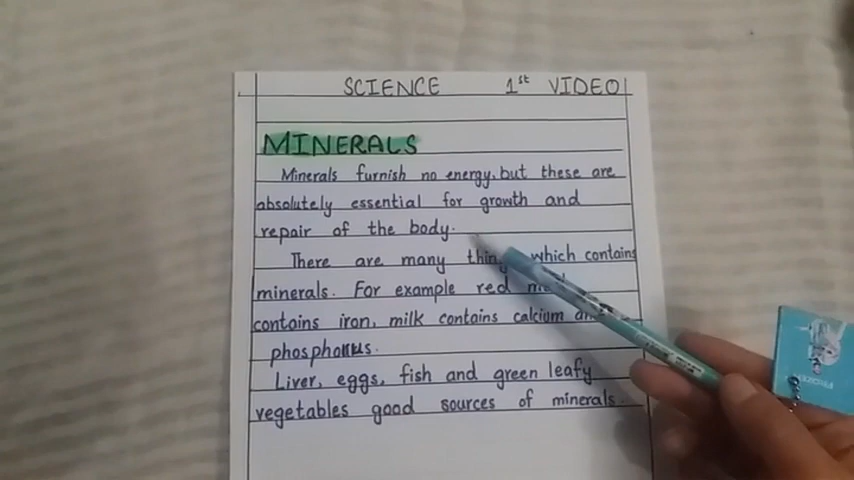 SCIENCE 1st VIDEO
MINERALS
Minerals furnish no energy, but these are
absolutely essential for growth and
repair of the body.
There are many which contains
minerals. For example red
contains iron, milk contains calcium
phosphorus.
Liver, eggs, fish and green leafy
vegetables good sources of minerals.